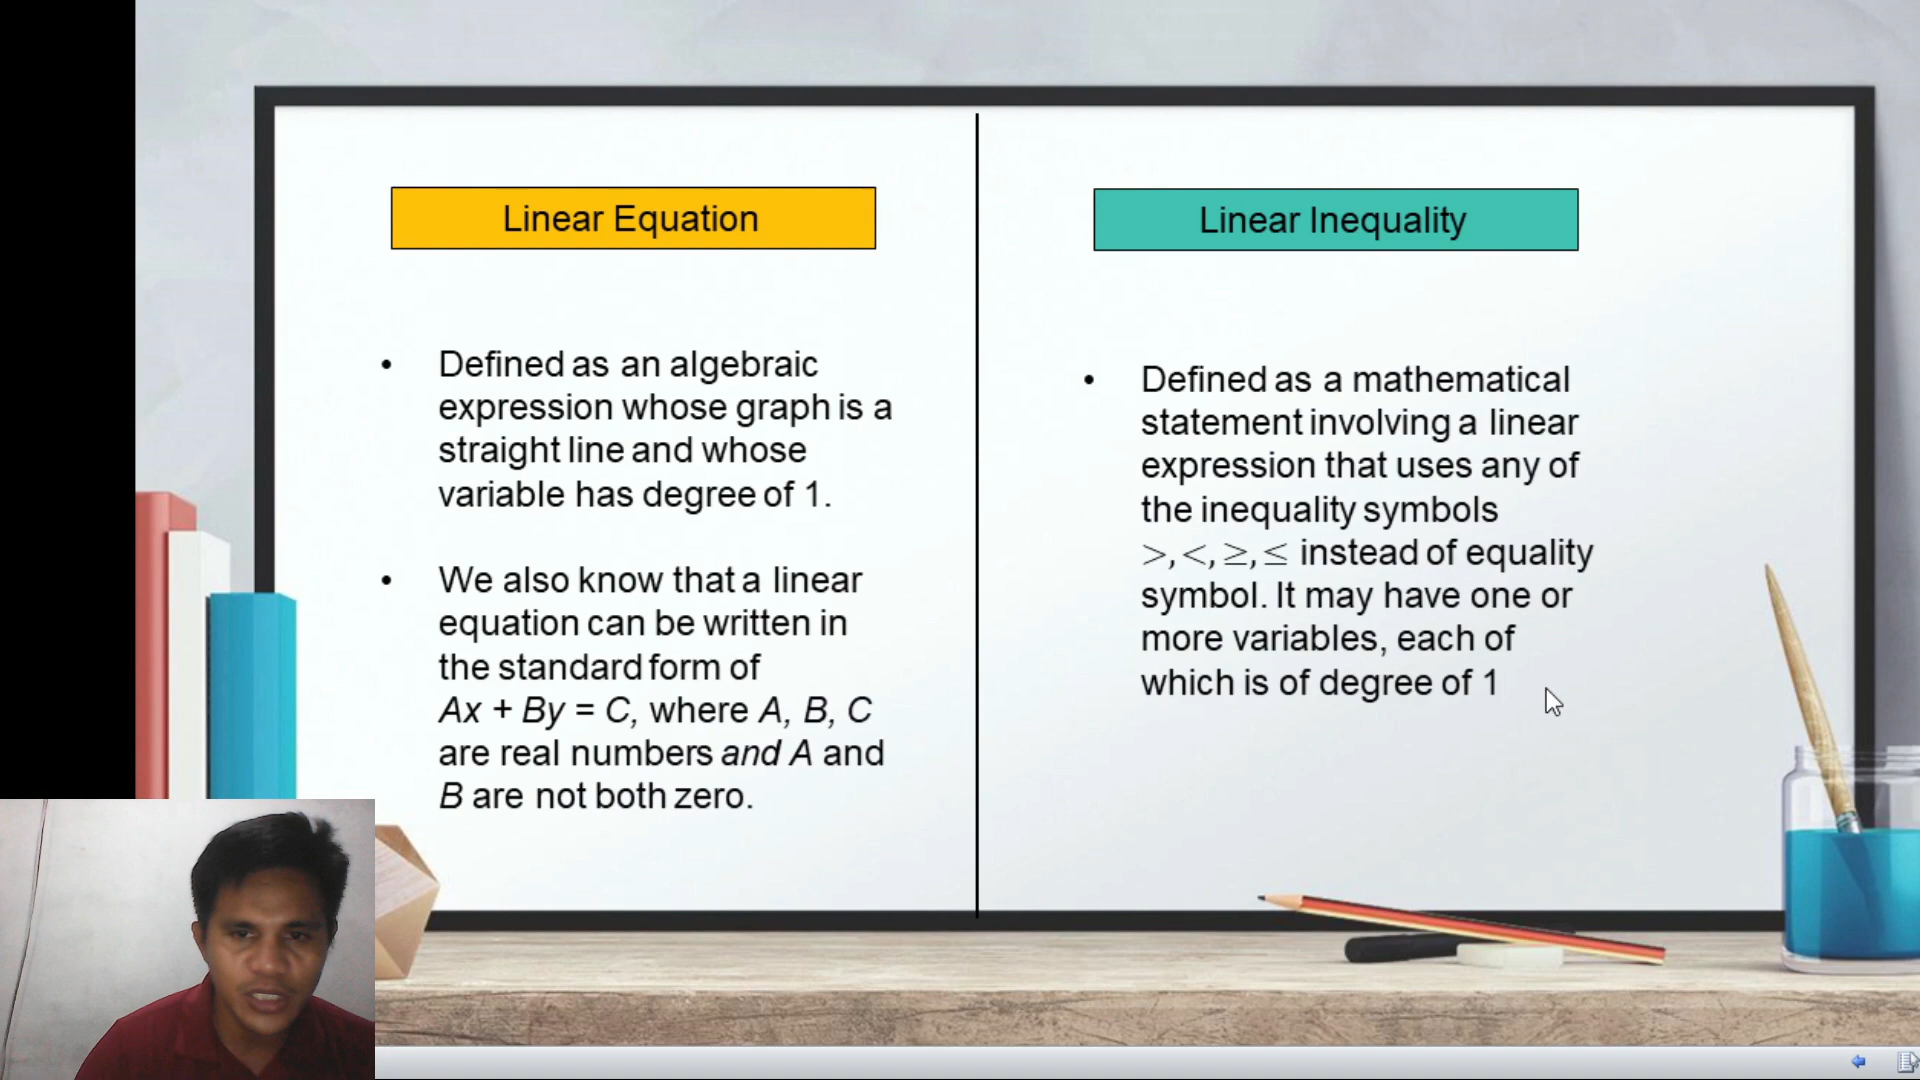 Linear Equation
• Defined as an algebraic
expression whose graph is a
straight line and whose
variable has degree of 1.
• We also know that a linear
equation can be written in
the standard form of
Ax + By = C, where A, B, C
are real numbers and A and
B are not both zero.
Linear Inequality
• Defined as a mathematical
statement involving a linear
expression that uses any of
the inequality symbols
>, <, ≥, ≤ instead of equality
symbol. It may have one or
more variables, each of
which is of degree of 1